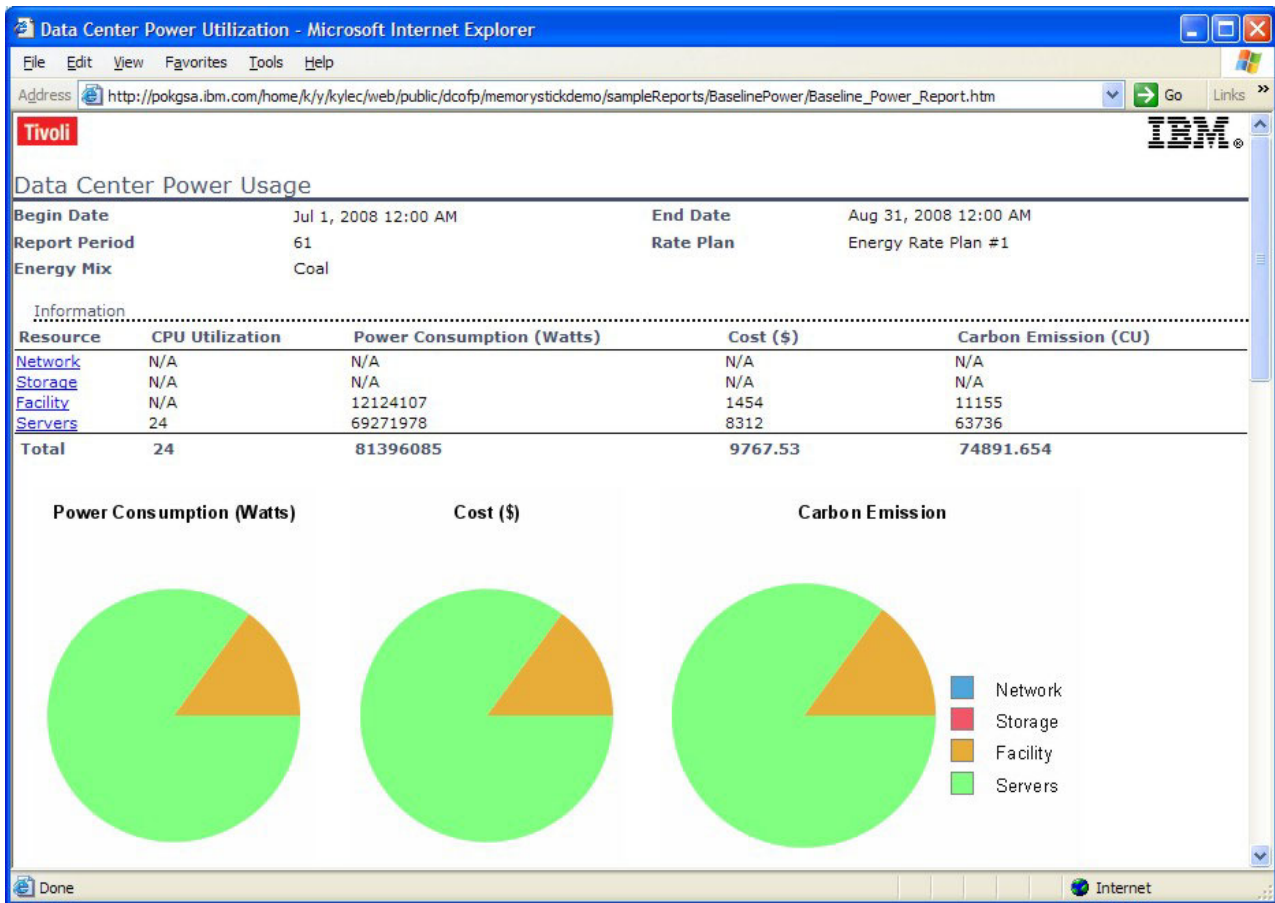 Data Center Power Utilization - Microsoft Internet Explorer
File Edit View Favorites Tools Help
Address http://pokgsa.ibm.com/home/k/y/kylec/web/public/dcofp/memorystickdemo/sampleReports/BaselinePower/Baseline_Power_Report.htm Go Links »
Tivoli IBM®
Data Center Power Usage
Begin Date Jul 1, 2008 12:00 AM End Date Aug 31, 2008 12:00 AM
Report Period 61 Rate Plan Energy Rate Plan #1
Energy Mix Coal
Information
Resource CPU Utilization Power Consumption (Watts) Cost ($) Carbon Emission (CU)
Network N/A N/A N/A N/A
Storage N/A N/A N/A N/A
Facility N/A 12124107 1454 11155
Servers 24 69271978 8312 63736
Total 24 81396085 9767.53 74891.654
Power Consumption (Watts) Cost ($) Carbon Emission
Network
Storage
Facility
Servers
Done Internet